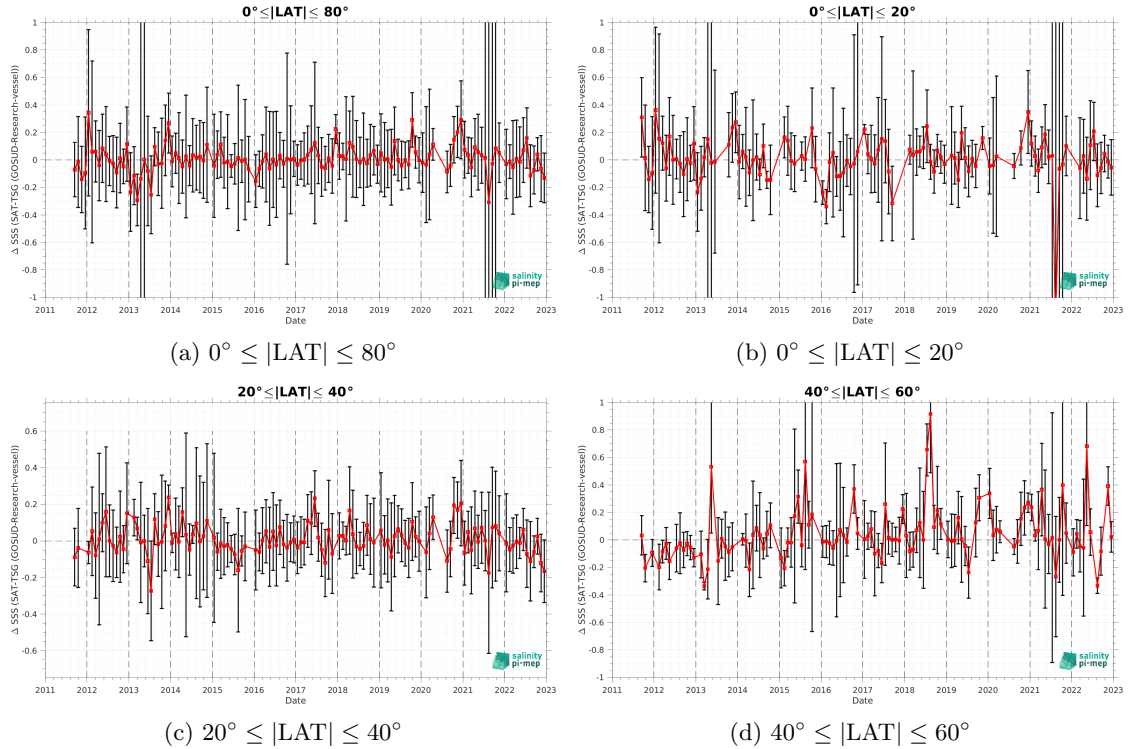 0°≤|LAT|≤ 80°
Δ SSS (SAT-TSG (GOSUD-Research-vessel))
1
0.8
0.6
0.4
0.2
0
-0.2
-0.4
-0.6
-0.8
-1
2011 2012 2013 2014 2015 2016 2017 2018 2019 2020 2021 2022 2023
Date
salinity
pi-mep
(a) 0° ≤ |LAT| ≤ 80°
0°≤|LAT|≤ 20°
Δ SSS (SAT-TSG (GOSUD-Research-vessel))
1
0.8
0.6
0.4
0.2
0
-0.2
-0.4
-0.6
-0.8
-1
2011 2012 2013 2014 2015 2016 2017 2018 2019 2020 2021 2022 2023
Date
salinity
pi-mep
(b) 0° ≤ |LAT| ≤ 20°
20°≤|LAT|≤ 40°
Δ SSS (SAT-TSG (GOSUD-Research-vessel))
0.6
0.4
0.2
0
-0.2
-0.4
-0.6
2011 2012 2013 2014 2015 2016 2017 2018 2019 2020 2021 2022 2023
Date
salinity
pi-mep
(c) 20° ≤ |LAT| ≤ 40°
40°≤|LAT|≤ 60°
Δ SSS (SAT-TSG (GOSUD-Research-vessel))
1
0.8
0.6
0.4
0.2
0
-0.2
-0.4
-0.6
-0.8
-1
2011 2012 2013 2014 2015 2016 2017 2018 2019 2020 2021 2022 2023
Date
salinity
pi-mep
(d) 40° ≤ |LAT| ≤ 60°